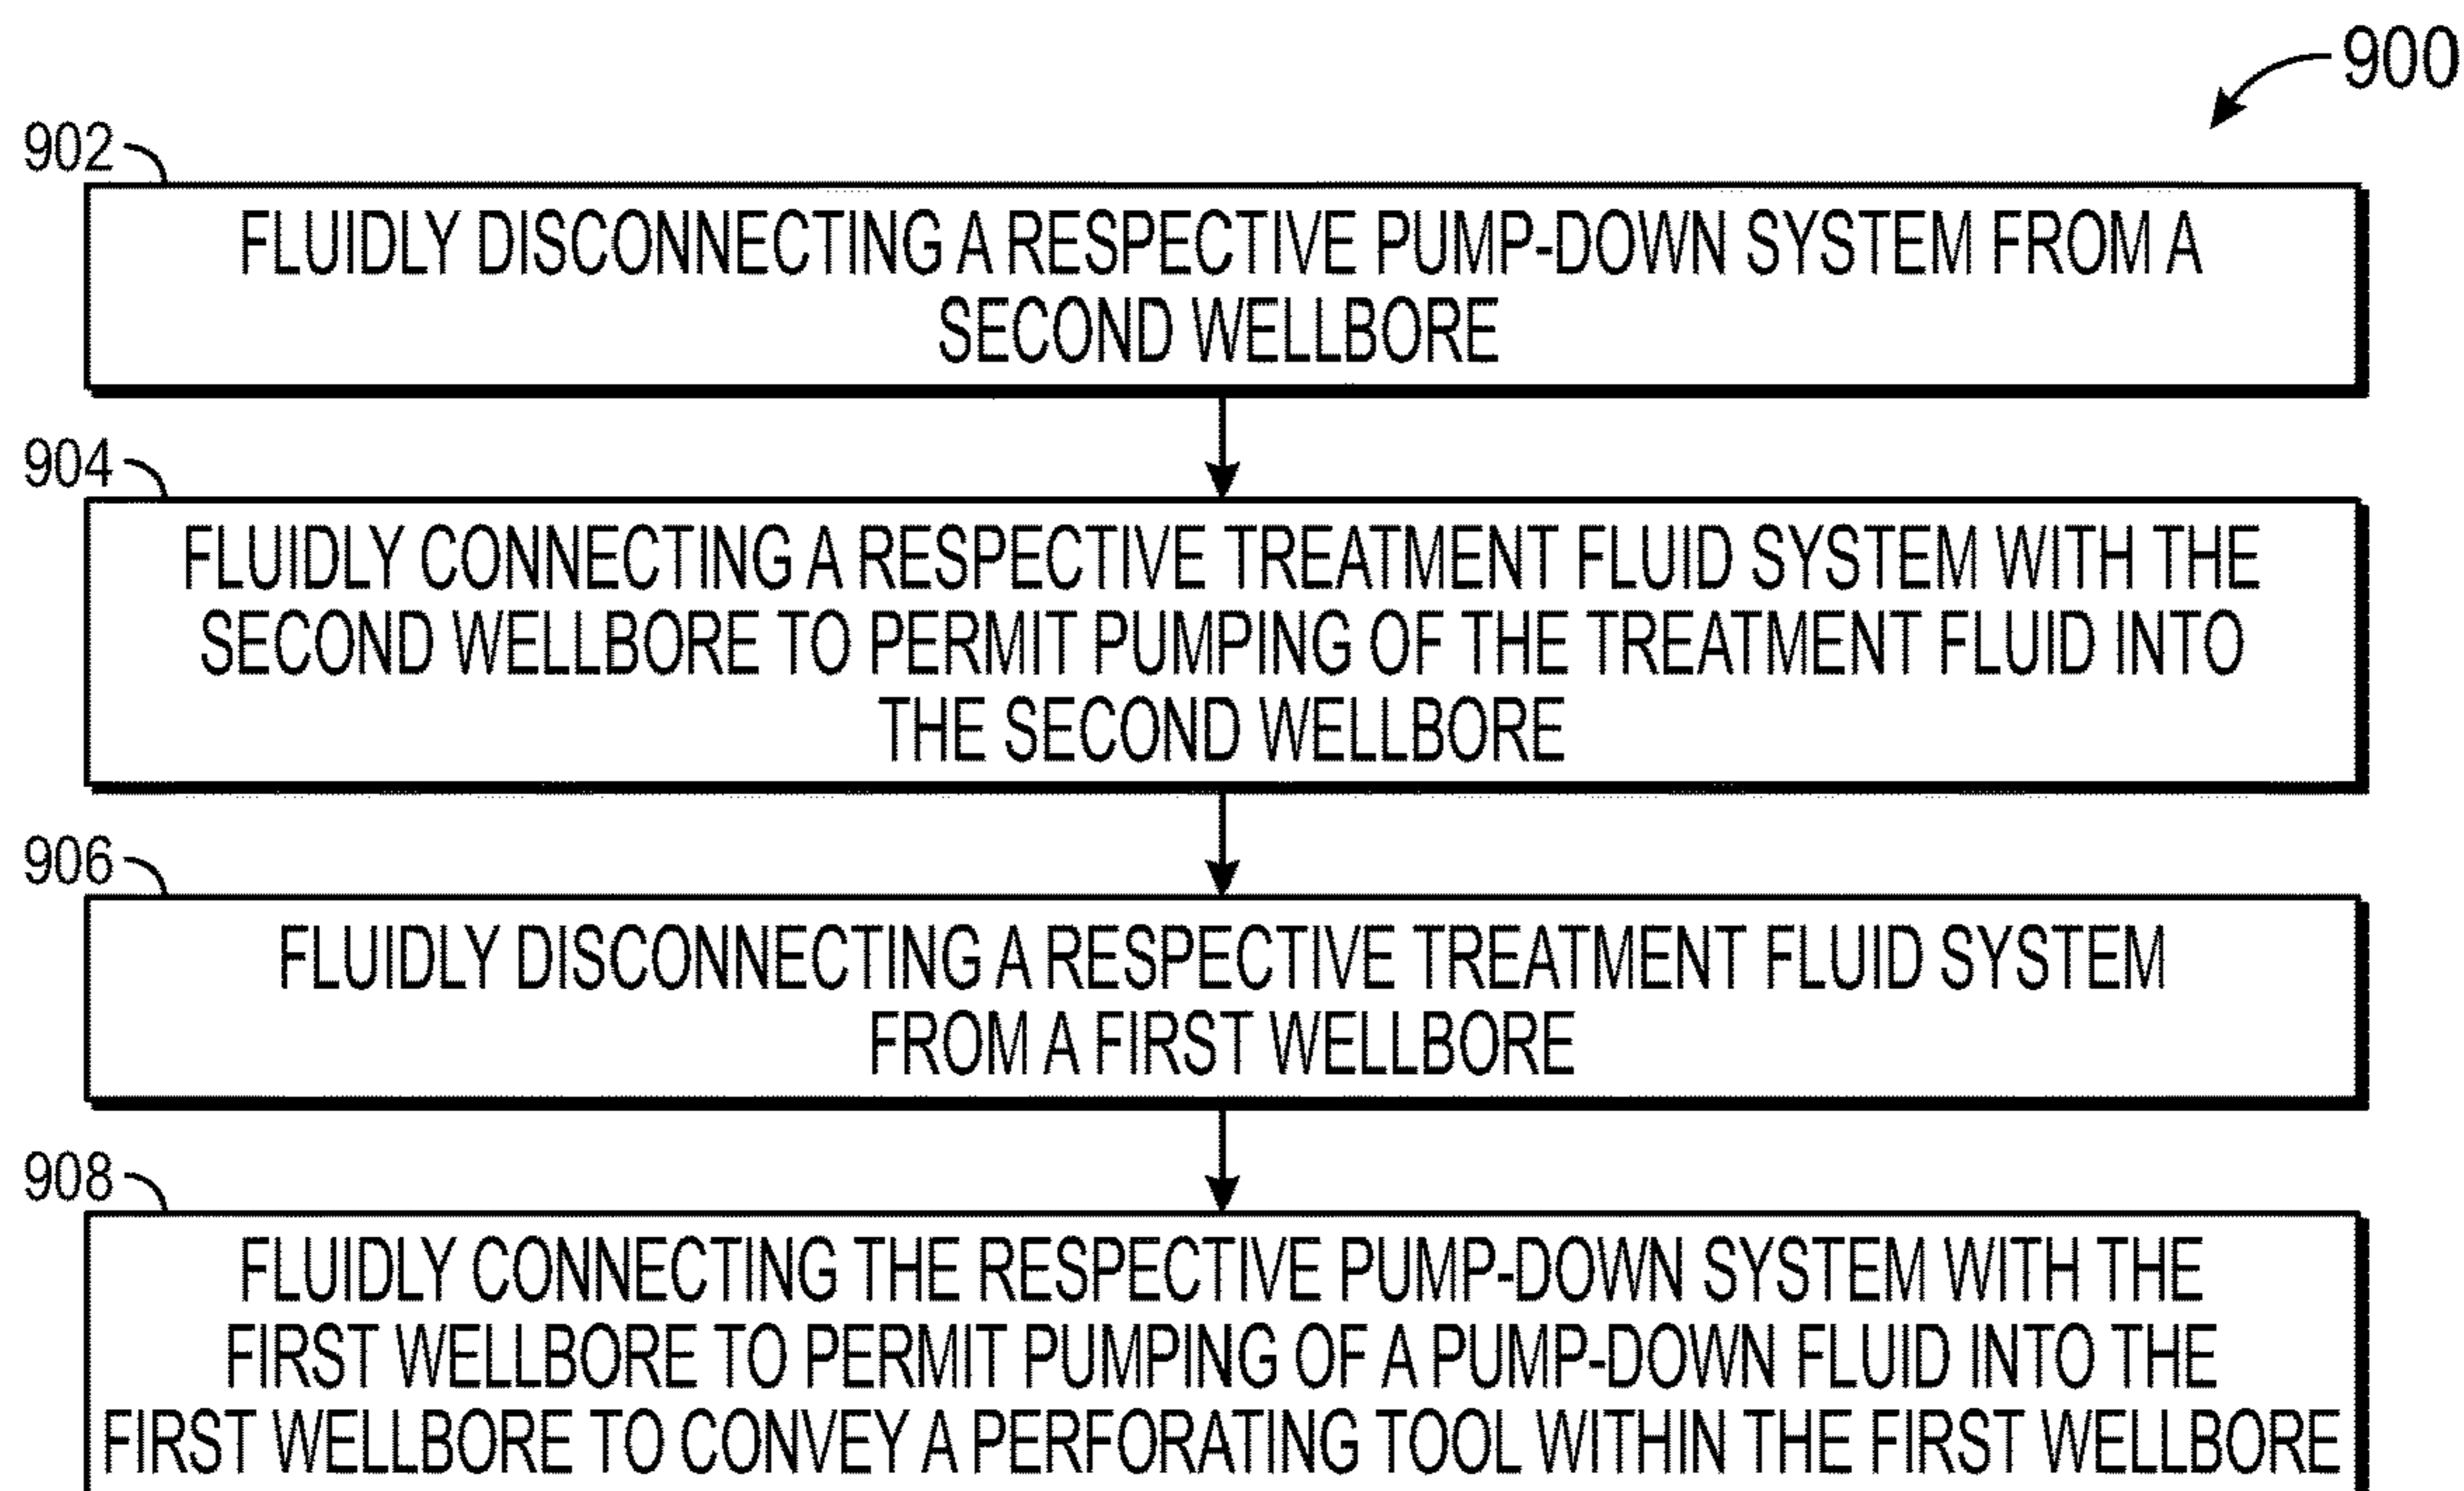 900
902
FLUIDLY DISCONNECTING A RESPECTIVE PUMP-DOWN SYSTEM FROM A
SECOND WELLBORE
904
FLUIDLY CONNECTING A RESPECTIVE TREATMENT FLUID SYSTEM WITH THE
SECOND WELLBORE TO PERMIT PUMPING OF THE TREATMENT FLUID INTO
THE SECOND WELLBORE
906
FLUIDLY DISCONNECTING A RESPECTIVE TREATMENT FLUID SYSTEM
FROM A FIRST WELLBORE
908
FLUIDLY CONNECTING THE RESPECTIVE PUMP-DOWN SYSTEM WITH THE
FIRST WELLBORE TO PERMIT PUMPING OF A PUMP-DOWN FLUID INTO THE
FIRST WELLBORE TO CONVEY A PERFORATING TOOL WITHIN THE FIRST WELLBORE